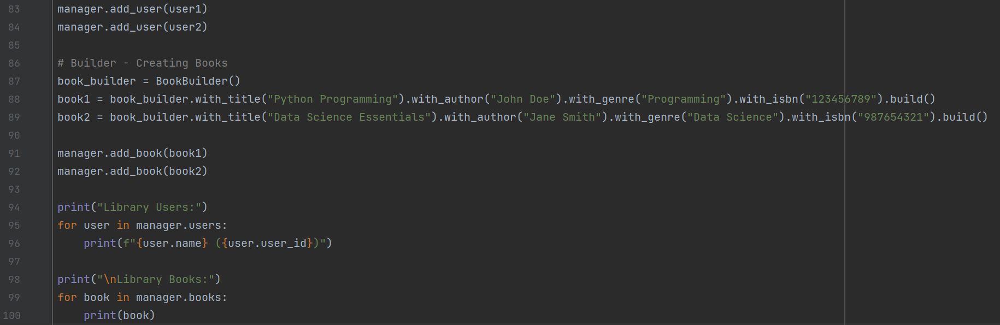 83 manager.add_user(user1)
84 manager.add_user(user2)
85
86 # Builder - Creating Books
87 book_builder = BookBuilder()
88 book1 = book_builder.with_title("Python Programming").with_author("John Doe").with_genre("Programming").with_isbn("123456789").build()
89 book2 = book_builder.with_title("Data Science Essentials").with_author("Jane Smith").with_genre("Data Science").with_isbn("987654321").build()
90
91 manager.add_book(book1)
92 manager.add_book(book2)
93
94 print("Library Users:")
95 for user in manager.users:
96     print(f"{user.name} ({user.user_id})")
97
98 print("\nLibrary Books:")
99 for book in manager.books:
100     print(book)